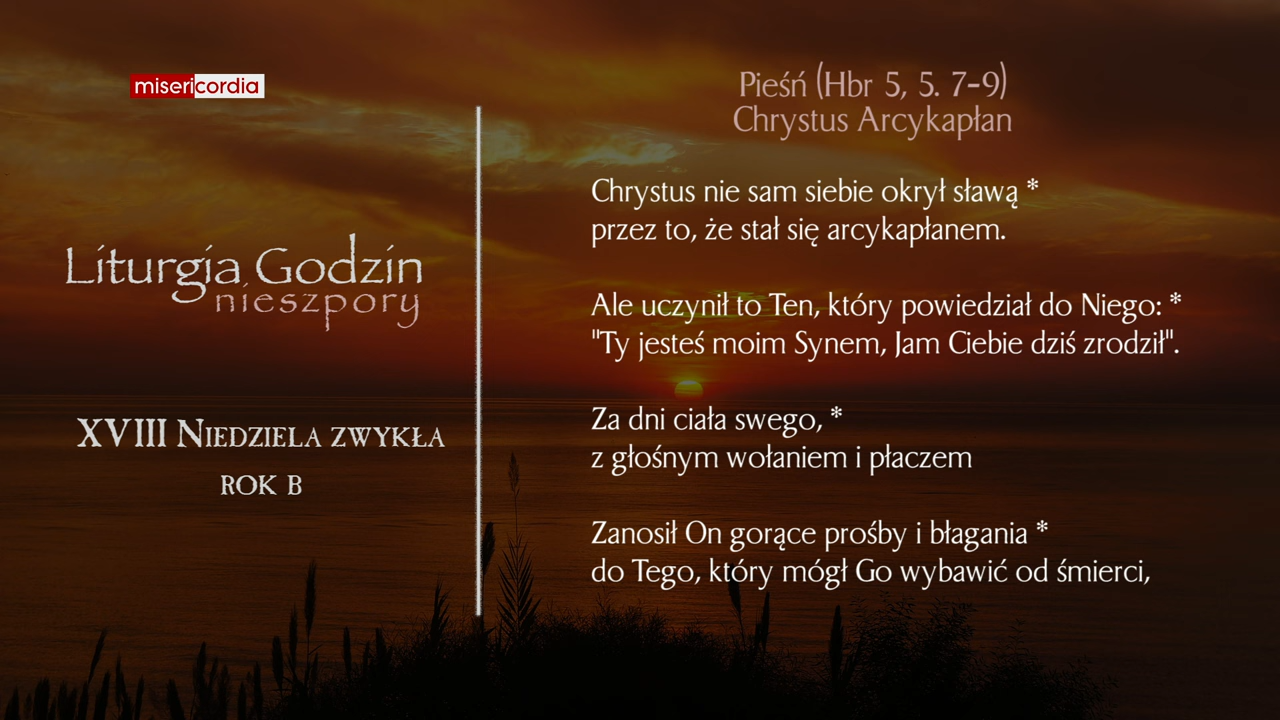 misericordia
Liturgia Godzin
nieszpory
XVIII Niedziela zwykła
rok B
Pieśń (Hbr 5, 5. 7-9)
Chrystus Arcykapłan
Chrystus nie sam siebie okrył sławą *
przez to, że stał się arcykapłanem.
Ale uczynił to Ten, który powiedział do Niego: *
"Ty jesteś moim Synem, Jam Ciebie dziś zrodził".
Za dni ciała swego, *
z głośnym wołaniem i płaczem
Zanosił On gorące prośby i błagania *
do Tego, który mógł Go wybawić od śmierci,